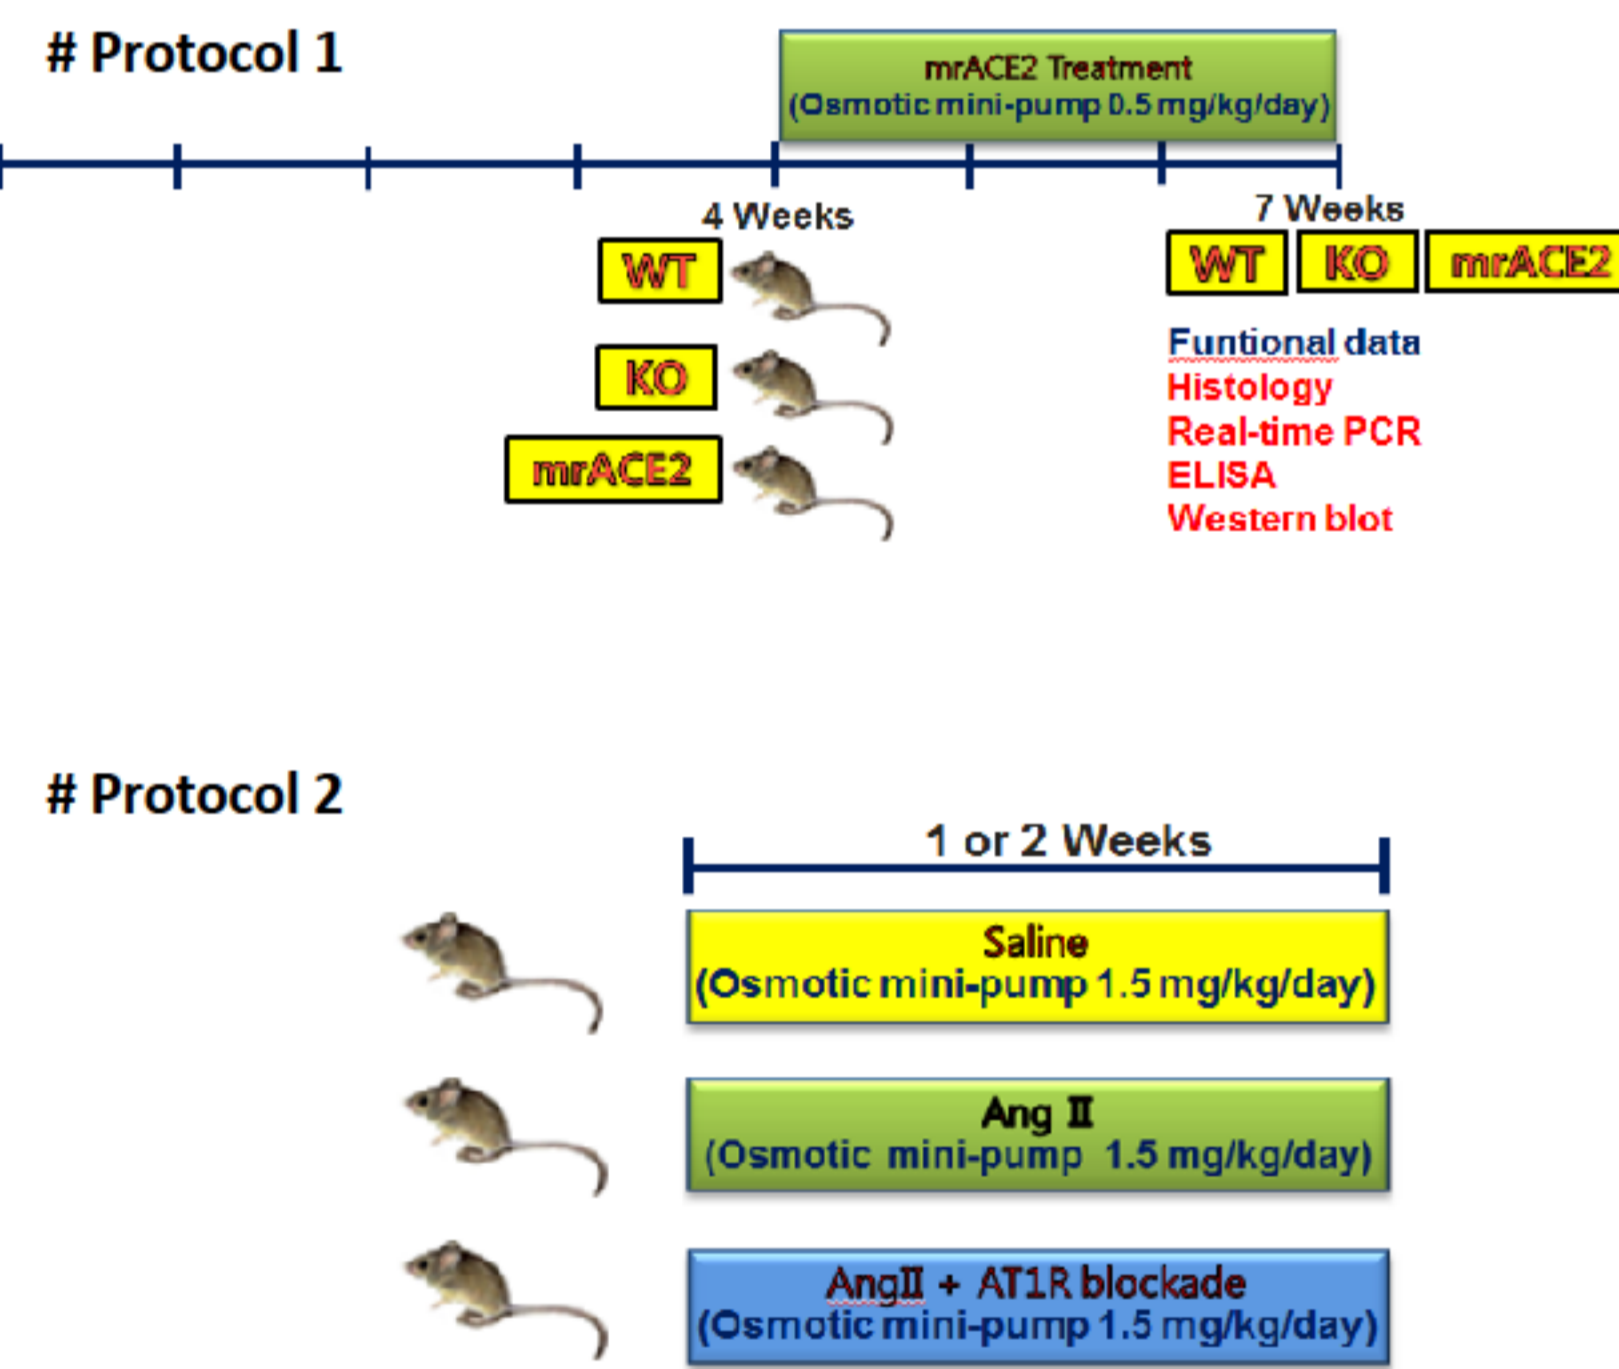 # Protocol 1
mrACE2 Treatment
(Osmotic mini-pump 0.5 mg/kg/day)
4 Weeks
7 Weeks
WT
KO
mrACE2
WT KO mrACE2
Funtional data
Histology
Real-time PCR
ELISA
Western blot
# Protocol 2
1 or 2 Weeks
Saline
(Osmotic mini-pump 1.5 mg/kg/day)
Ang II
(Osmotic mini-pump 1.5 mg/kg/day)
AngII + AT1R blockade
(Osmotic mini-pump 1.5 mg/kg/day)